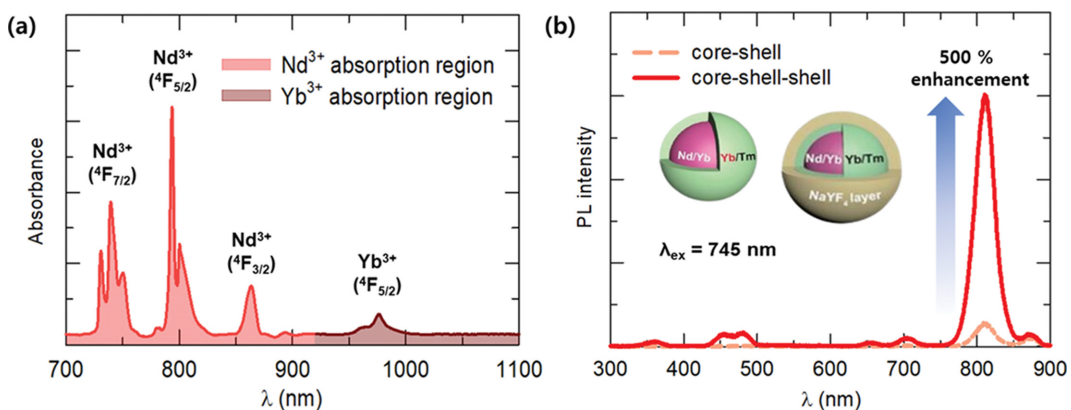 (a)
Nd³⁺
(⁴F₅/₂)
Nd³⁺ absorption region
Yb³⁺ absorption region
Nd³⁺
(⁴F₇/₂)
Nd³⁺
(⁴F₃/₂)
Yb³⁺
(⁴F₅/₂)
Absorbance
700 800 900 1000 1100
λ (nm)
(b)
core-shell
core-shell-shell
500 %
enhancement
Nd/Yb Yb/Tm
Nd/Yb Yb/Tm
NaYF₄ layer
λex = 745 nm
PL intensity
300 400 500 600 700 800 900
λ (nm)